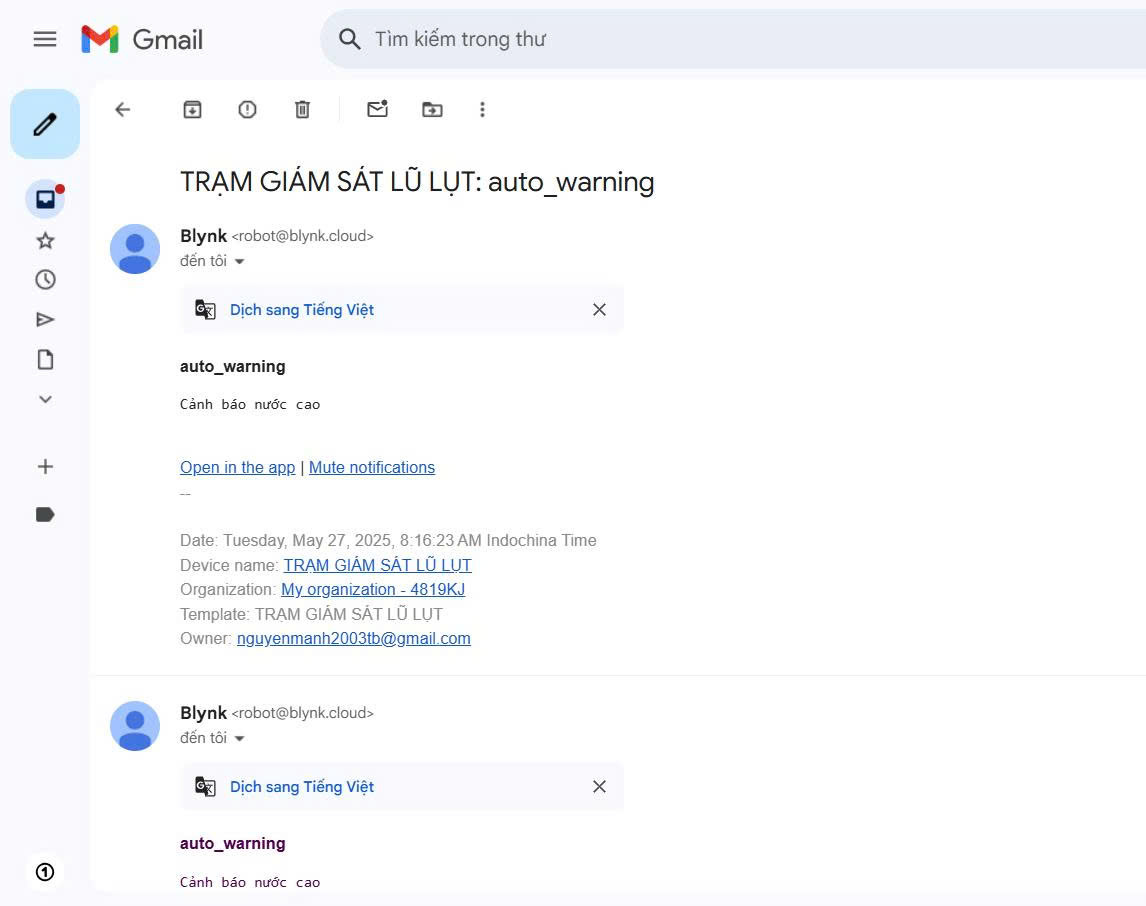 Gmail
Tìm kiếm trong thư
TRẠM GIÁM SÁT LŨ LỤT: auto_warning
Blynk <robot@blynk.cloud>
đến tôi
Dịch sang Tiếng Việt
auto_warning
Cảnh báo nước cao
Open in the app | Mute notifications
--
Date: Tuesday, May 27, 2025, 8:16:23 AM Indochina Time
Device name: TRẠM GIÁM SÁT LŨ LỤT
Organization: My organization - 4819KJ
Template: TRẠM GIÁM SÁT LŨ LỤT
Owner: nguyenmanh2003tb@gmail.com
Blynk <robot@blynk.cloud>
đến tôi
Dịch sang Tiếng Việt
auto_warning
1
Cảnh báo nước cao